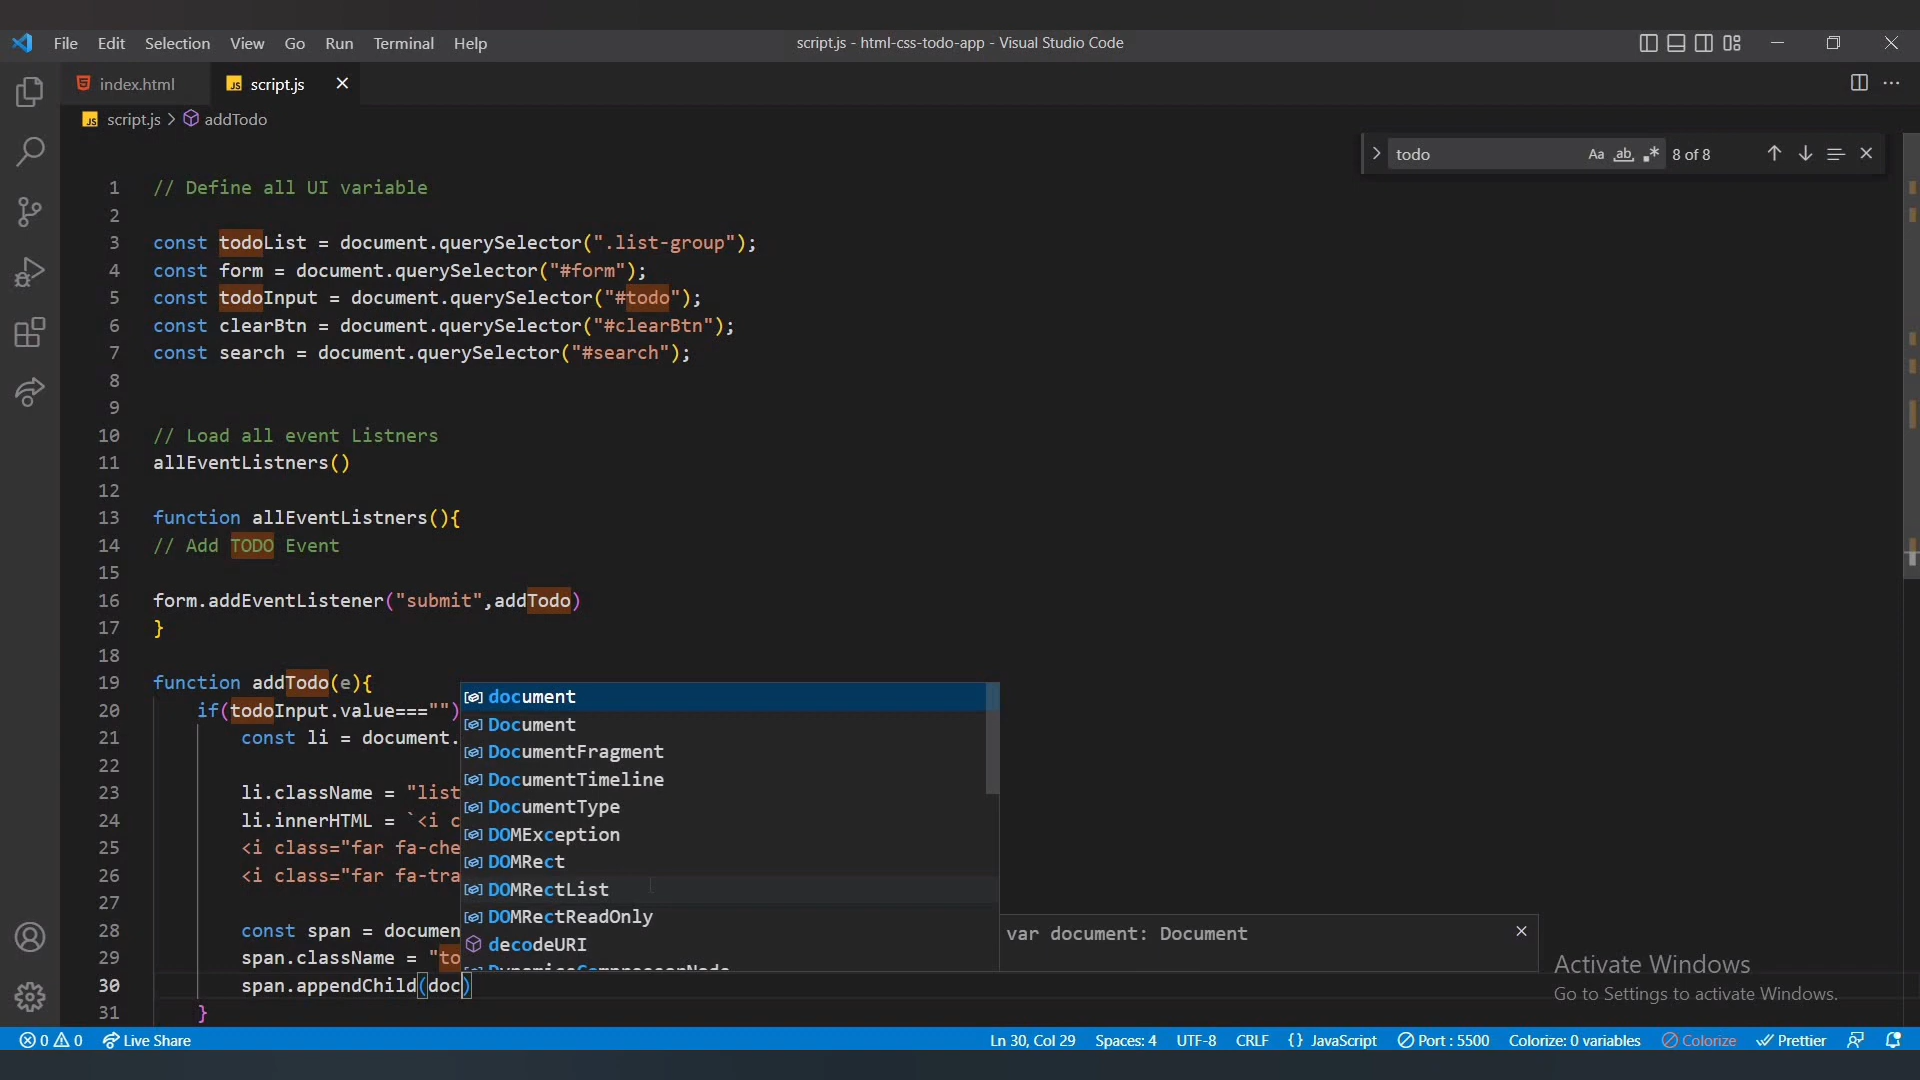 File Edit Selection View Go Run Terminal Help script.js - html-css-todo-app - Visual Studio Code
index.html JS script.js
JS script.js > addTodo
todo Aa ab 8 of 8
1 // Define all UI variable
2
3 const todoList = document.querySelector(".list-group");
4 const form = document.querySelector("#form");
5 const todoInput = document.querySelector("#todo");
6 const clearBtn = document.querySelector("#clearBtn");
7 const search = document.querySelector("#search");
8
9
10 // Load all event Listners
11 allEventListners()
12
13 function allEventListners(){
14 // Add TODO Event
15
16 form.addEventListener("submit",addTodo)
17 }
18
19 function addTodo(e){
20 if(todoInput.value==="")
21 const li = document.
22
23 li.className = "list
24 li.innerHTML = `<i c
25 <i class="far fa-che
26 <i class="far fa-tra
27
28 const span = documen
29 span.className = "to
30 span.appendChild(doc)
31 }
document
Document
DocumentFragment
DocumentTimeline
DocumentType
DOMException
DOMRect
DOMRectList
DOMRectReadOnly
decodeURI
DynamicsCompressorNode
var document: Document
Activate Windows
Go to Settings to activate Windows.
0 0 Live Share Ln 30, Col 29 Spaces: 4 UTF-8 CRLF {} JavaScript Port : 5500 Colorize: 0 variables Colorize Prettier